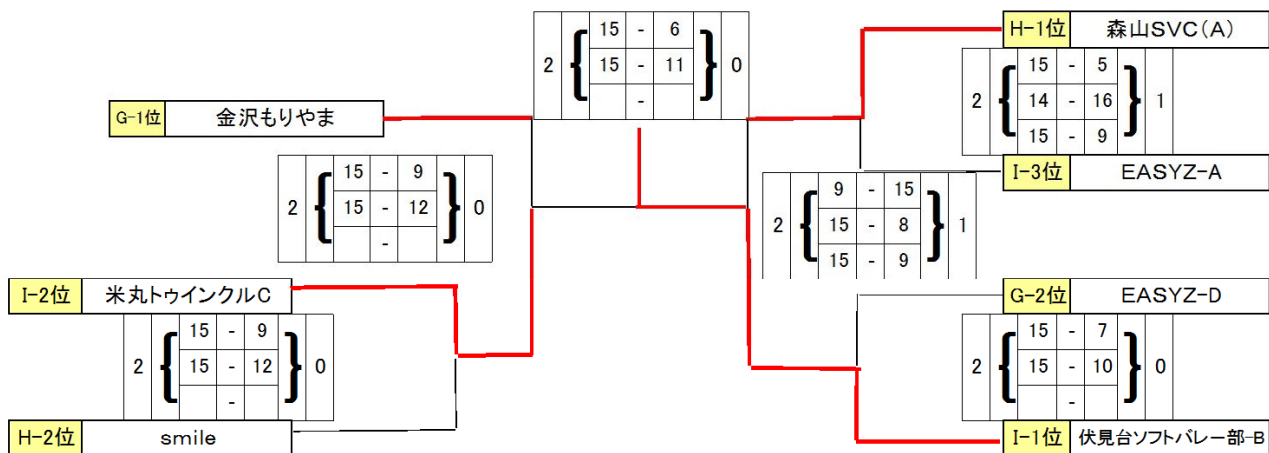 15 - 6
2 { 15 - 11 } 0
-
H-1位 森山SVC(A)
15 - 5
2 { 14 - 16 } 1
15 - 9
I-3位 EASYZ-A
G-1位 金沢もりやま
15 - 9
2 { 15 - 12 } 0
-
9 - 15
2 { 15 - 8 } 1
15 - 9
I-2位 米丸トゥインクルC
15 - 9
2 { 15 - 12 } 0
-
H-2位 smile
G-2位 EASYZ-D
15 - 7
2 { 15 - 10 } 0
-
I-1位 伏見台ソフトバレー部-B